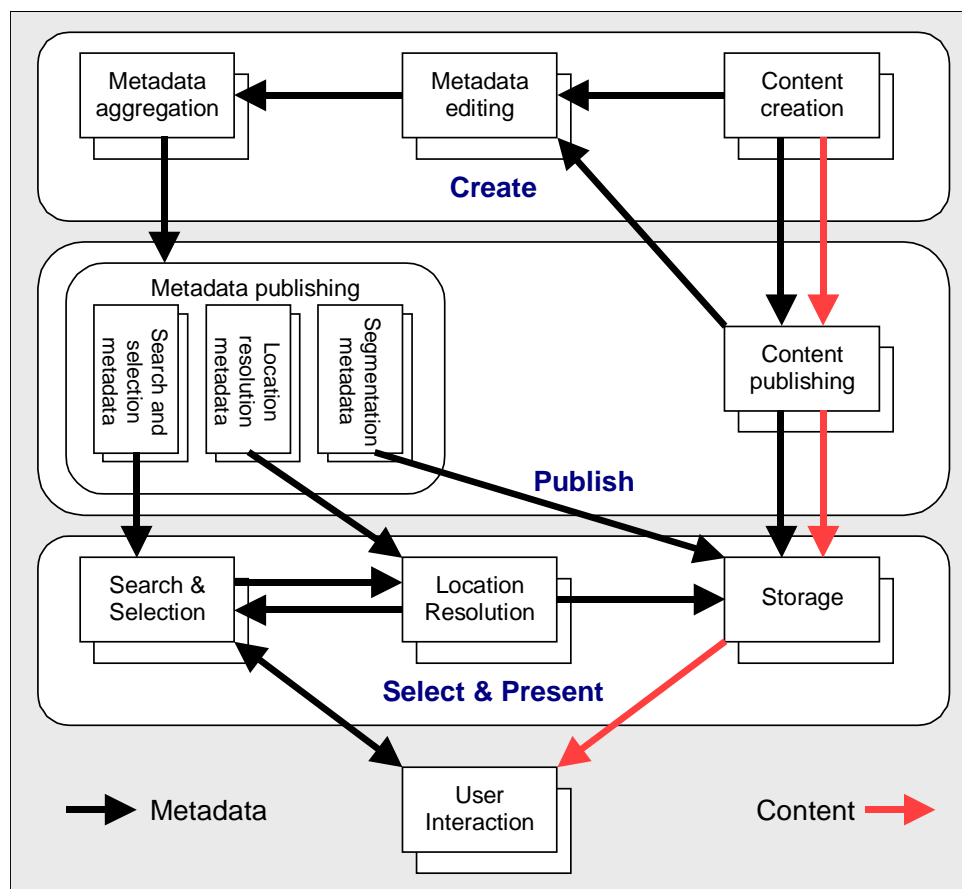 Metadata
aggregation
Metadata
editing
Content
creation
Create
Metadata publishing
Search and
selection
metadata
Location
resolution
metadata
Segmentation
metadata
Content
publishing
Publish
Search &
Selection
Location
Resolution
Storage
Select & Present
User
Interaction
Metadata
Content